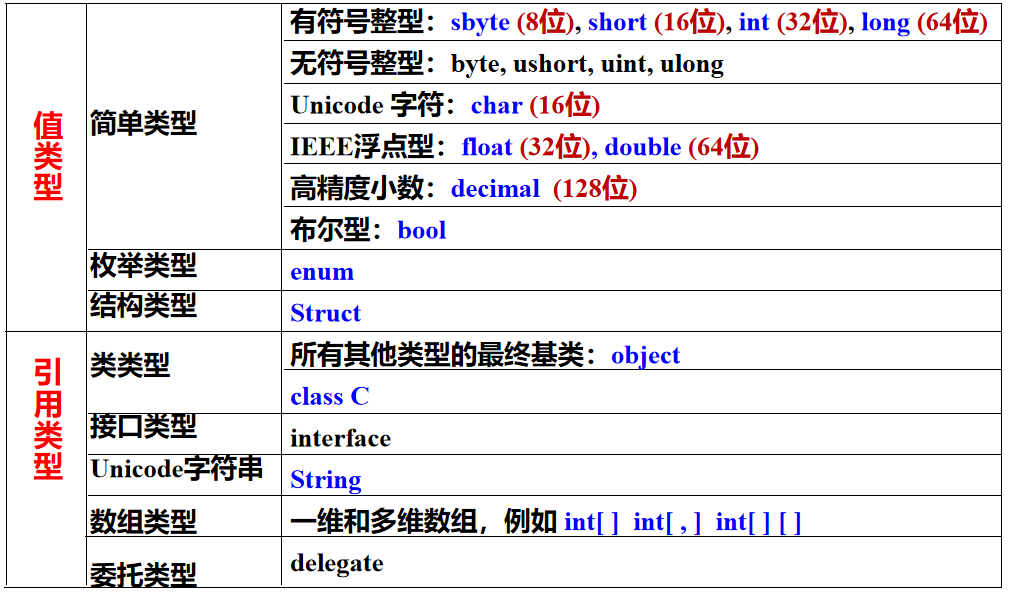 值类型
简单类型
有符号整型：sbyte (8位), short (16位), int (32位), long (64位)
无符号整型：byte, ushort, uint, ulong
Unicode 字符：char (16位)
IEEE浮点型：float (32位), double (64位)
高精度小数：decimal (128位)
布尔型：bool
枚举类型
enum
结构类型
Struct
引用类型
类类型
所有其他类型的最终基类：object
class C
接口类型
interface
Unicode字符串
String
数组类型
一维和多维数组，例如 int[ ] int[ , ] int[ ] [ ]
委托类型
delegate